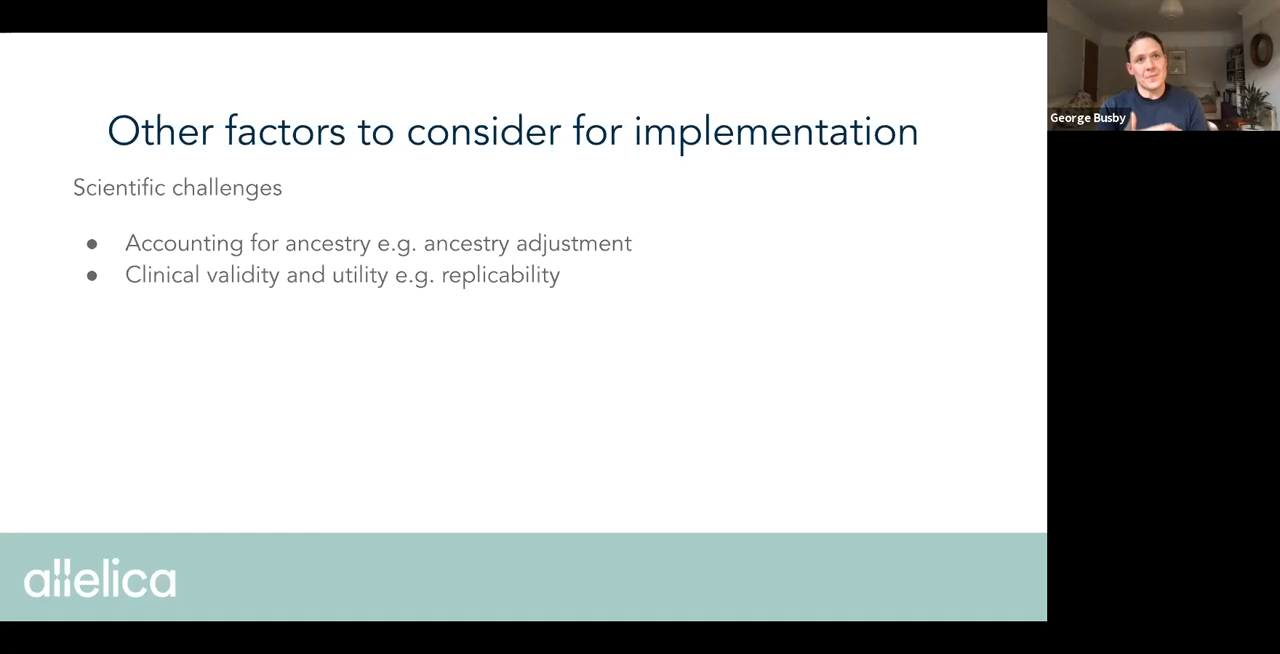 Other factors to consider for implementation
Scientific challenges
● Accounting for ancestry e.g. ancestry adjustment
● Clinical validity and utility e.g. replicability
allelica
George Busby